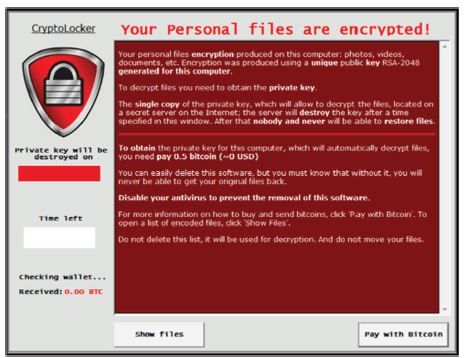 CryptoLocker
Your Personal files are encrypted!
Your personal files encryption produced on this computer: photos, videos,
documents, etc. Encryption was produced using a unique public key RSA-2048
generated for this computer.
To decrypt files you need to obtain the private key.
The single copy of the private key, which will allow to decrypt the files, located on
a secret server on the Internet; the server will destroy the key after a time
specified in this window. After that nobody and never will be able to restore files.
To obtain the private key for this computer, which will automatically decrypt files,
you need pay 0.5 bitcoin (~0 USD)
You can easily delete this software, but you must know that without it, you will
never be able to get your original files back.
Disable your antivirus to prevent the removal of this software.
For more information on how to buy and send bitcoins, click 'Pay with Bitcoin'. To
open a list of encoded files, click 'Show Files'.
Do not delete this list, it will be used for decryption. And do not move your files.
Private key will be
destroyed on
Time left
Checking wallet...
Received: 0.00 BTC
Show files
Pay with Bitcoin